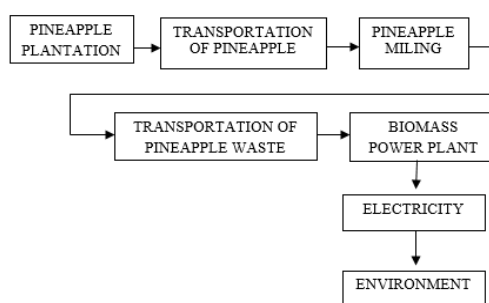 PINEAPPLE
PLANTATION
TRANSPORTATION
OF PINEAPPLE
PINEAPPLE
MILING
TRANSPORTATION OF
PINEAPPLE WASTE
BIOMASS
POWER PLANT
ELECTRICITY
ENVIRONMENT